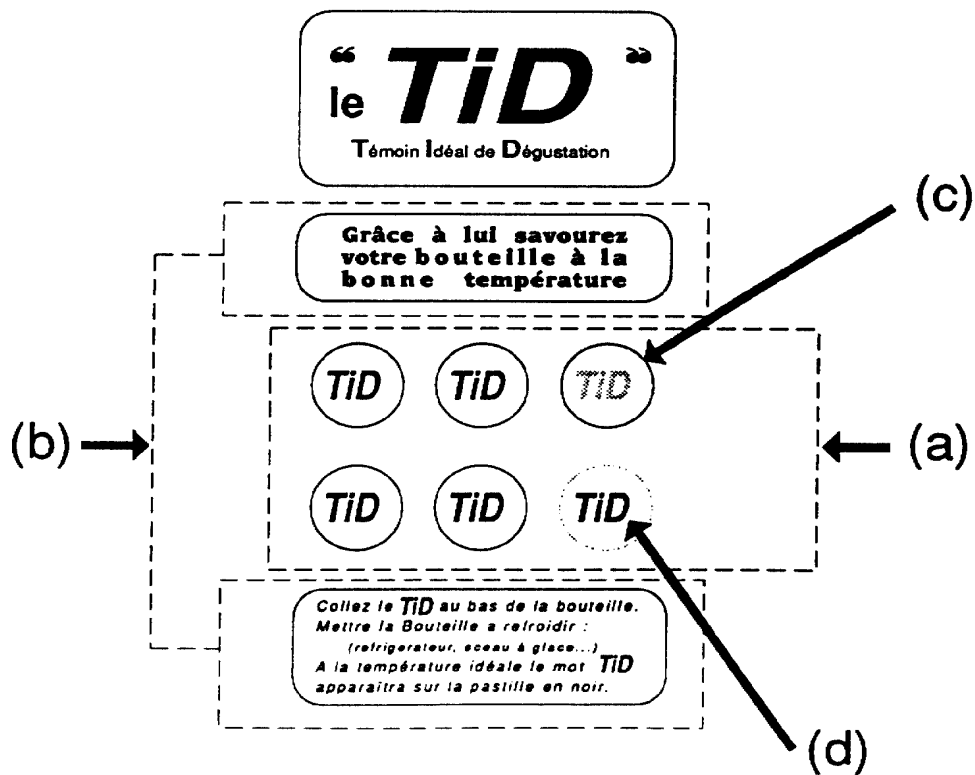 “ le TiD ”
Témoin Idéal de Dégustation
(c)
Grâce à lui savourez
votre bouteille à la
bonne température
TiD TiD TiD
(b) (a)
TiD TiD TiD
Collez le TiD au bas de la bouteille.
Mettre la Bouteille a refroidir :
(refrigerateur, sceau à glace...)
A la température idéale le mot TiD
apparaîtra sur la pastille en noir.
(d)